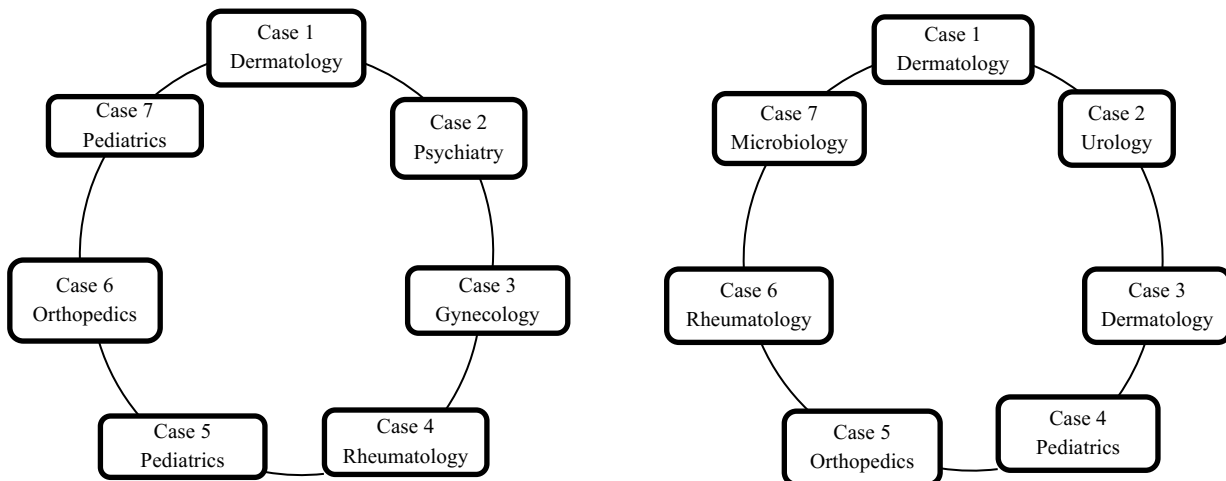 Case 1
Dermatology
Case 2
Psychiatry
Case 3
Gynecology
Case 4
Rheumatology
Case 5
Pediatrics
Case 6
Orthopedics
Case 7
Pediatrics
Case 1
Dermatology
Case 2
Urology
Case 3
Dermatology
Case 4
Pediatrics
Case 5
Orthopedics
Case 6
Rheumatology
Case 7
Microbiology